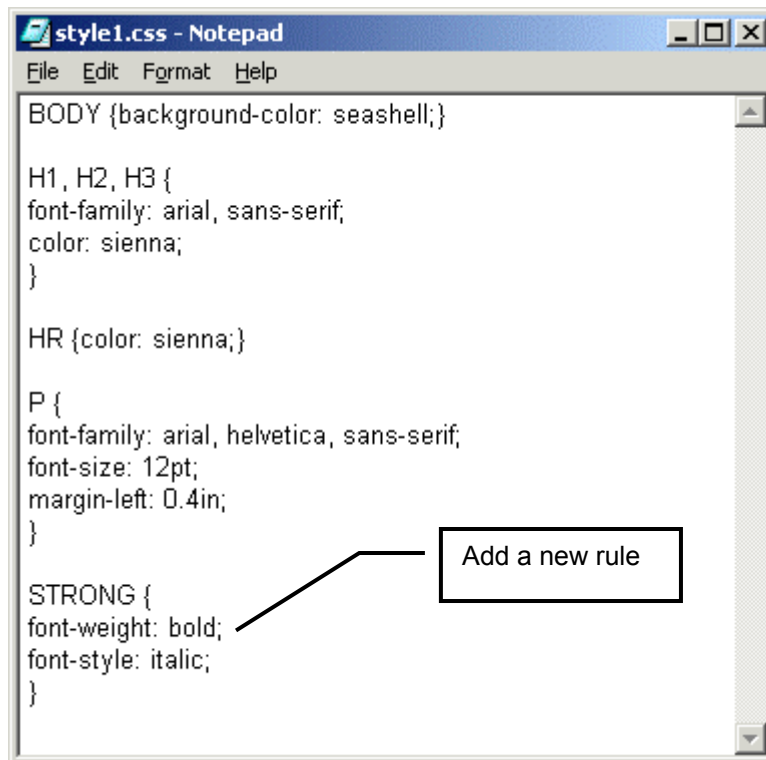 style1.css - Notepad
File Edit Format Help
BODY {background-color: seashell;}
H1, H2, H3 {
font-family: arial, sans-serif;
color: sienna;
}
HR {color: sienna;}
P {
font-family: arial, helvetica, sans-serif;
font-size: 12pt;
margin-left: 0.4in;
}
Add a new rule
STRONG {
font-weight: bold;
font-style: italic;
}